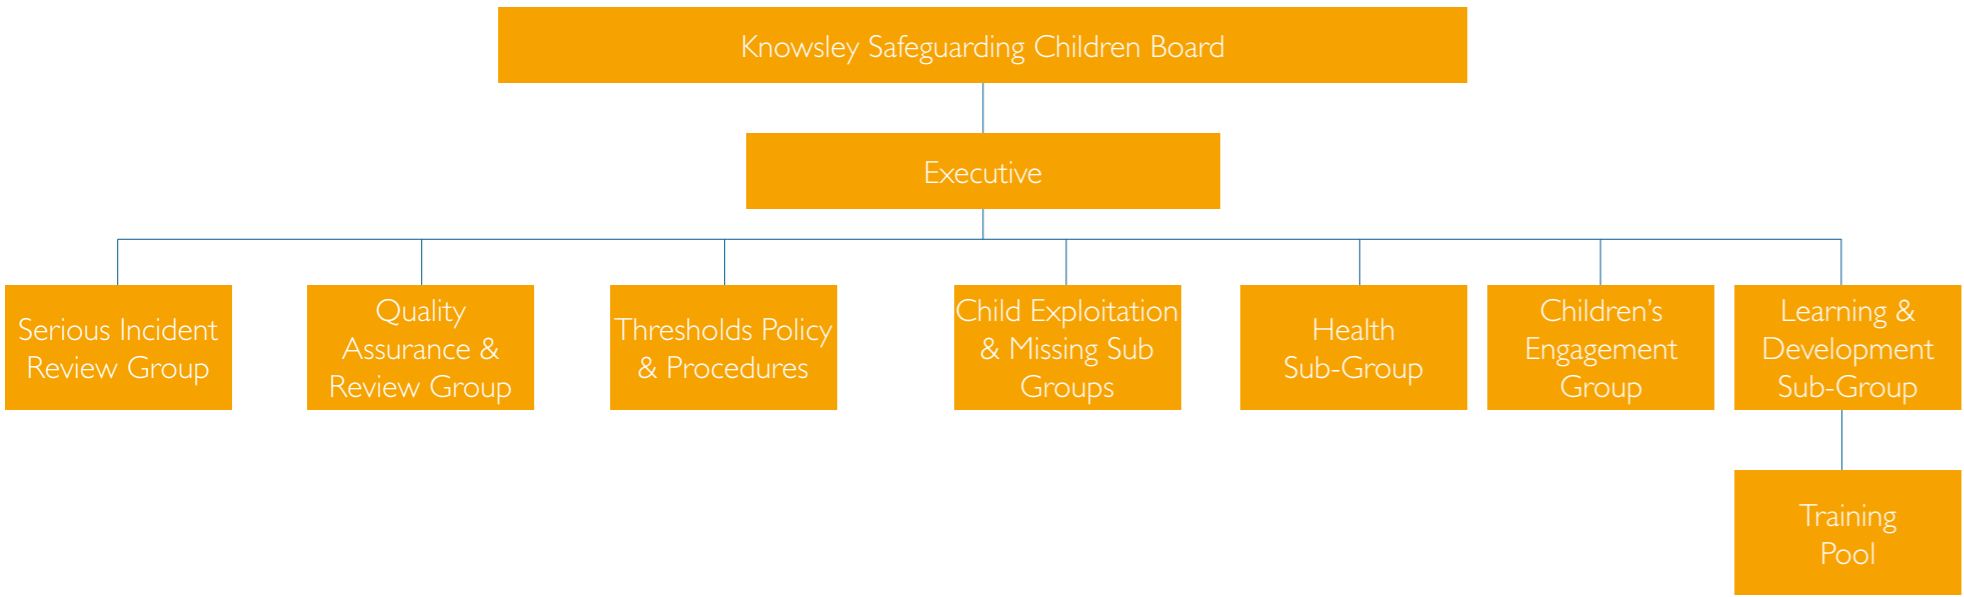 Knowsley Safeguarding Children Board
Executive
Serious Incident
Review Group
Quality
Assurance &
Review Group
Thresholds Policy
& Procedures
Child Exploitation
& Missing Sub
Groups
Health
Sub-Group
Children’s
Engagement
Group
Learning &
Development
Sub-Group
Training
Pool